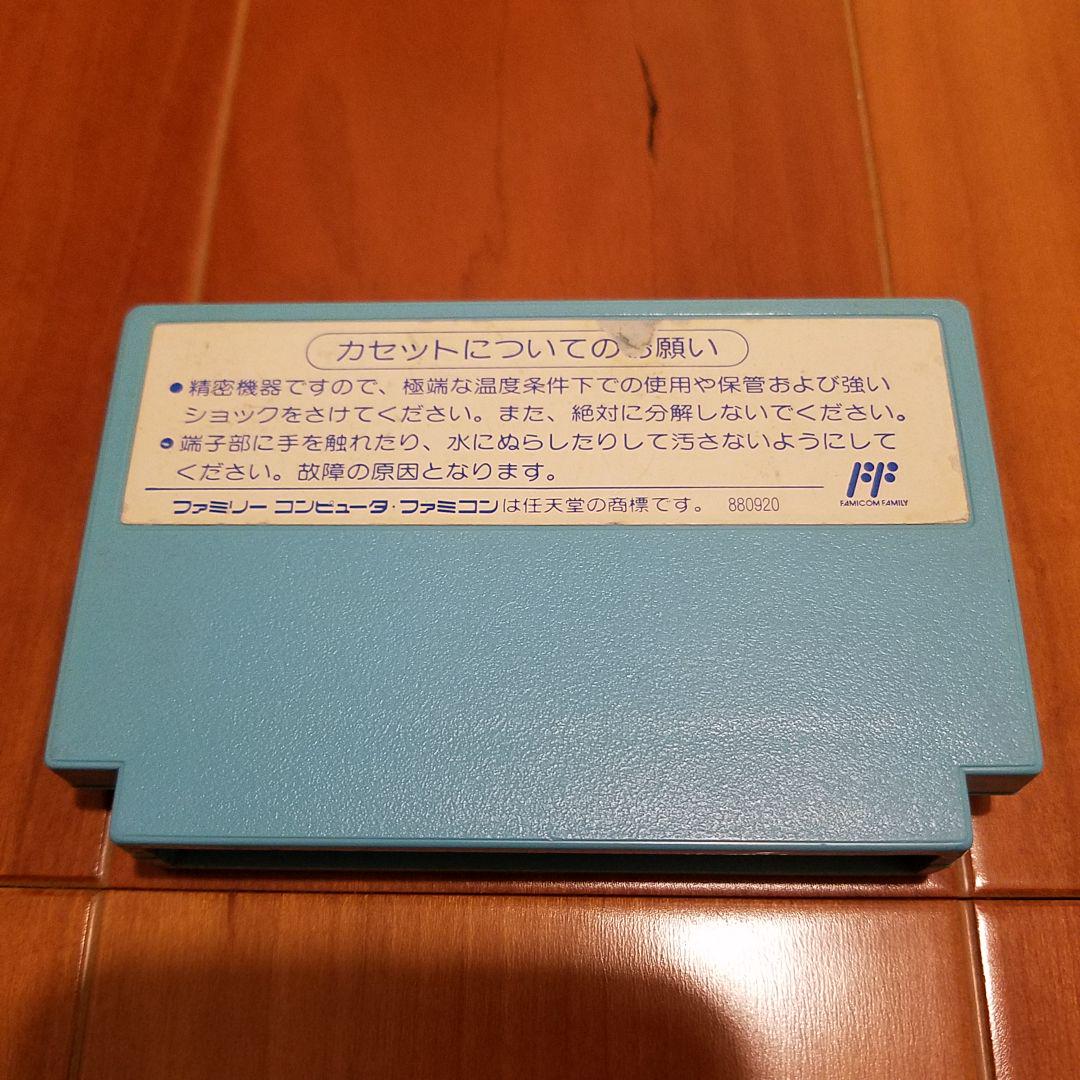 カセットについてのお願い
●精密機器ですので、極端な温度条件下での使用や保管および強い
ショックをさけてください。また、絶対に分解しないでください。
●端子部に手を触れたり、水にぬらしたりして汚さないようにして
ください。故障の原因となります。
ファミリー コンピュータ・ファミコンは任天堂の商標です。 880920
FF
FAMICOM FAMILY